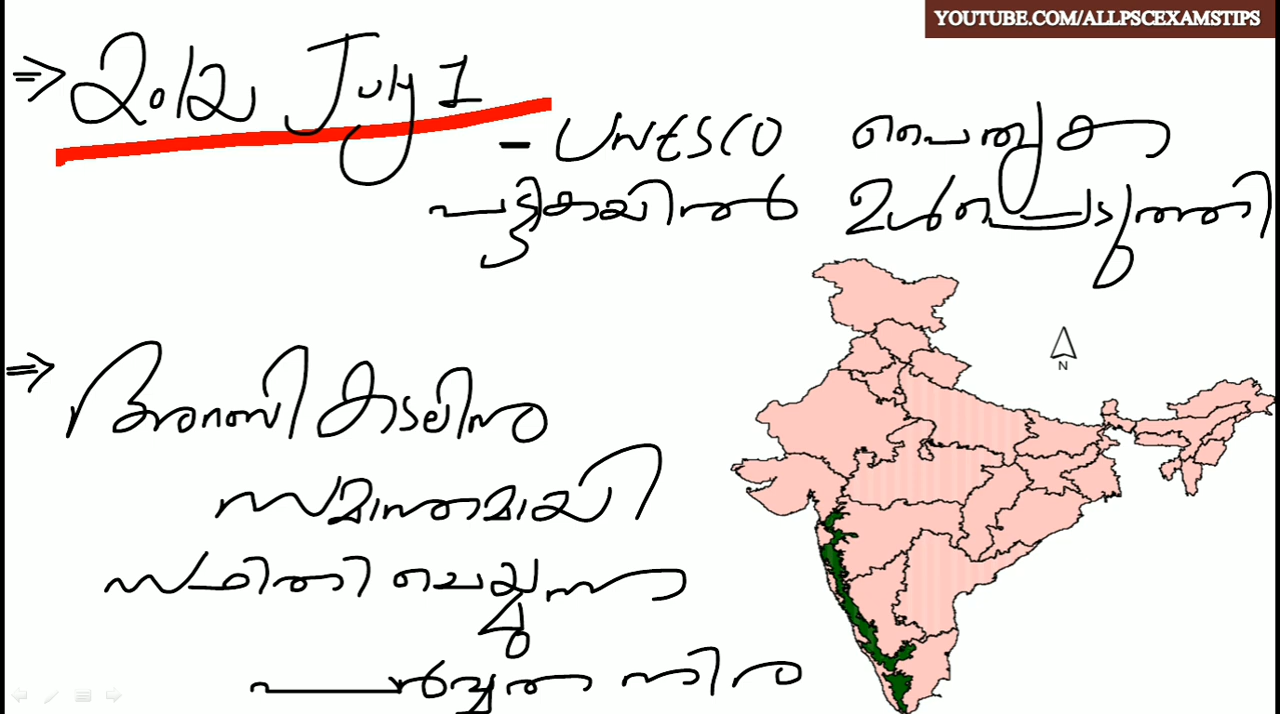 YOUTUBE.COM/ALLPSCEXAMSTIPS
⇒ 2012 July 1
- UNESCO പൈതൃക
പട്ടികയിൽ ഉൾപ്പെടുത്തി
N
⇒ അറബി കടലിനു
സമാന്തരമായി
സ്ഥിതി ചെയ്യുന്ന
പർവ്വത നിര